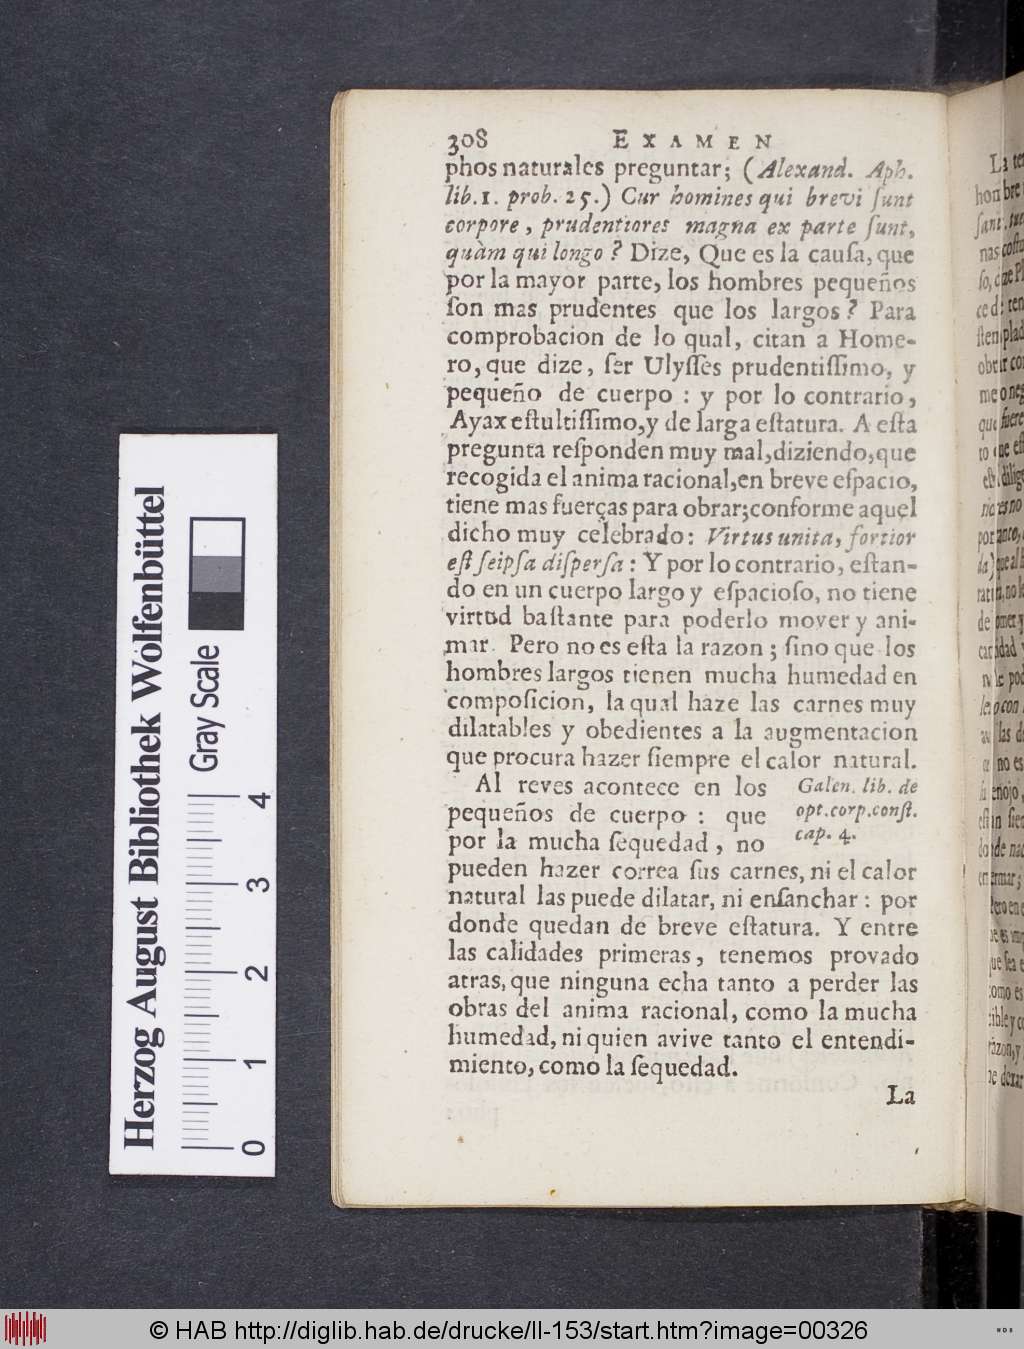 308 EXAMEN
phos naturales preguntar; (Alexand. Aph.
lib. 1. prob. 25.) Cur homines qui brevi ſunt
corpore, prudentiores magna ex parte ſunt,
quàm qui longo? Dize, Que es la cauſa, que
por la mayor parte, los hombres pequeños
ſon mas prudentes que los largos? Para
comprobacion de lo qual, citan a Home-
ro, que dize, ſer Ulyſſes prudentiſſimo, y
pequeño de cuerpo: y por lo contrario,
Ayax eſtultiſſimo, y de larga eſtatura. A eſta
pregunta reſponden muy mal, diziendo, que
recogida el anima racional, en breve eſpacio,
tiene mas fuerças para obrar; conforme aquel
dicho muy celebrado: Virtus unita, fortior
eſt ſeipſa diſperſa: Y por lo contrario, eſtan-
do en un cuerpo largo y eſpacioſo, no tiene
virtud baſtante para poderlo mover y ani-
mar. Pero no es eſta la razon; ſino que los
hombres largos tienen mucha humedad en
compoſicion, la qual haze las carnes muy
dilatables y obedientes a la augmentacion
que procura hazer ſiempre el calor natural.
Al reves acontece en los
pequeños de cuerpo: que
por la mucha ſequedad, no
Galen. lib. de
opt. corp. conſt.
cap. 4.
pueden hazer correa ſus carnes, ni el calor
natural las puede dilatar, ni enſanchar: por
donde quedan de breve eſtatura. Y entre
las calidades primeras, tenemos provado
atras, que ninguna echa tanto a perder las
obras del anima racional, como la mucha
humedad, ni quien avive tanto el entendi-
miento, como la ſequedad.
La
Herzog August Bibliothek Wolfenbüttel
Gray Scale
0 1 2 3 4
© HAB http://diglib.hab.de/drucke/ll-153/start.htm?image=00326